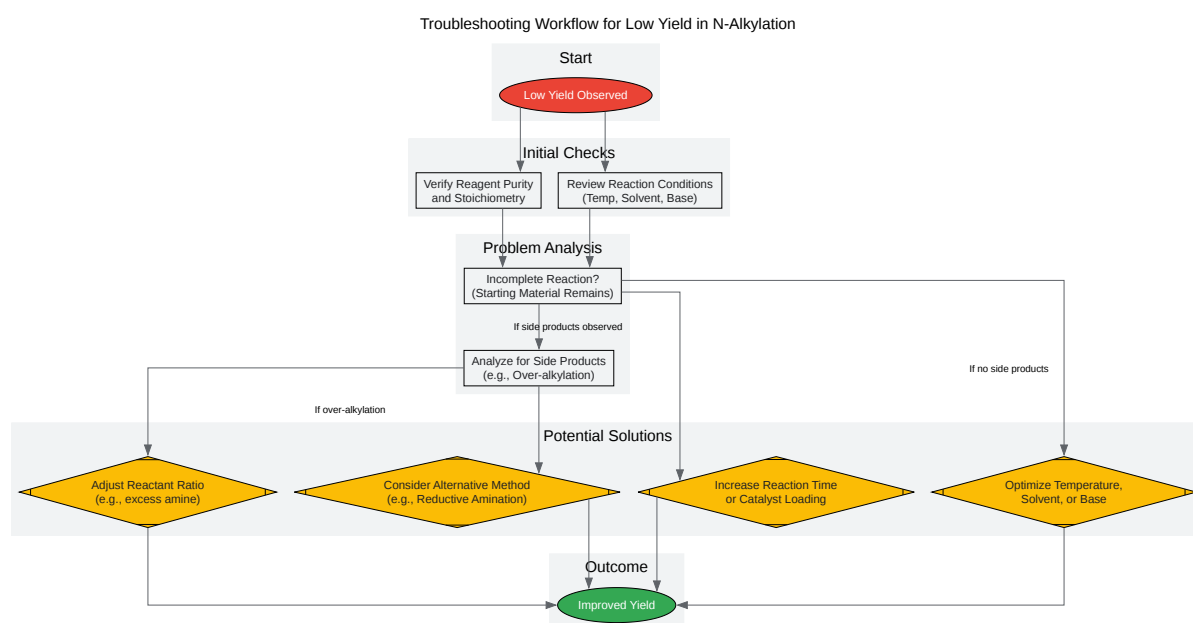 Troubleshooting Workflow for Low Yield in N-Alkylation
Start
Low Yield Observed
Initial Checks
Verify Reagent Purity
and Stoichiometry
Review Reaction Conditions
(Temp, Solvent, Base)
Problem Analysis
Incomplete Reaction?
(Starting Material Remains)
If side products observed
Analyze for Side Products
(e.g., Over-alkylation)
If no side products
If over-alkylation
Potential Solutions
Adjust Reactant Ratio
(e.g., excess amine)
Consider Alternative Method
(e.g., Reductive Amination)
Increase Reaction Time
or Catalyst Loading
Optimize Temperature,
Solvent, or Base
Outcome
Improved Yield